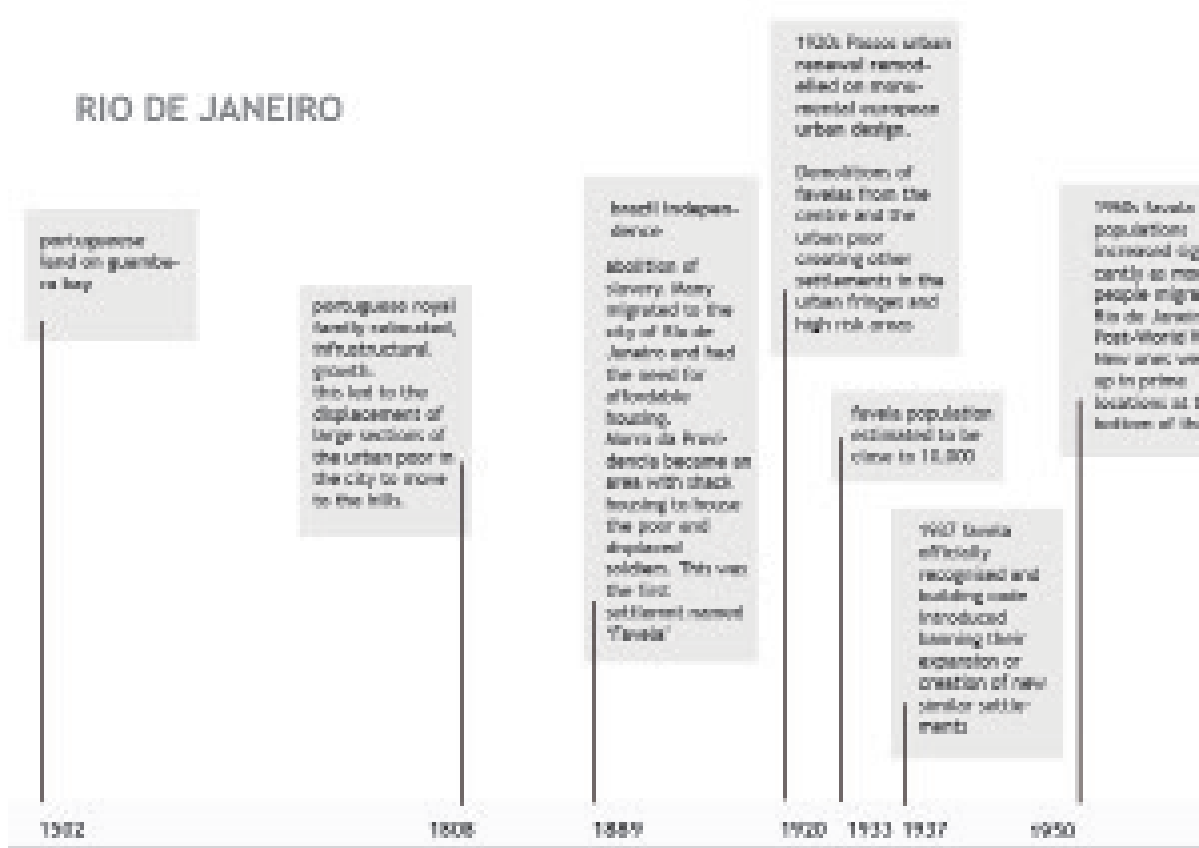 RIO DE JANEIRO
portuguese
land on guamba-
ra bay
1502
portuguese royal
family relocated,
infrustructural
growth.
this led to the
displacement of
large sections of
the urban poor in
the city to move
to the hills.
1808
brazil indepen-
dence
abolition of
slavery. Many
migrated to the
city of Rio de
Janeiro and had
the need for
affordable
housing.
Morro da Provi-
dencia became an
area with shack
housing to house
the poor and
displaced
soldiers. This was
the first
settlement named
1889
1920s Passos urban
renewal remod-
elled on monu-
mental european
urban design.
Demolitions of
favelas from the
centre and the
urban poor
creating other
settlements in the
urban fringes and
high risk areas
1920
favela population
estimated to be
close to 10,000
1933
1937 favela
officially
recognised and
building code
introduced
banning their
expansion or
creation of new
similar settle-
ments
1937
favela
populations
increased sig
cantly as
people migra
Rio de Janeir
Post-World
New ones we
up in prime
locations at t
bottom of
1950